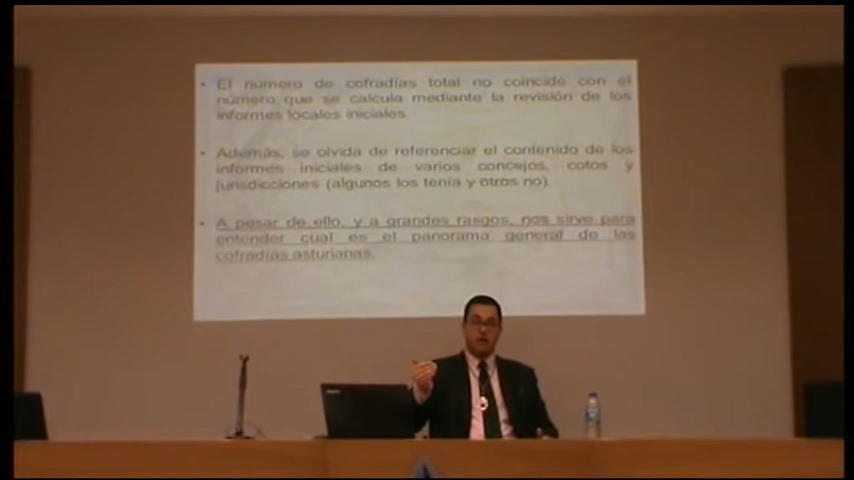 • El numero de cofradías total no coincide con el
número que se calcula mediante la revisión de los
informes locales iniciales.
• Además, se olvida de referenciar el contenido de los
informes iniciales de varios concejos, cotos y
jurisdicciones (algunos los tenía y otros no).
• A pesar de ello, y a grandes rasgos, nos sirve para
entender cual es el panorama general de las
cofradías asturianas.